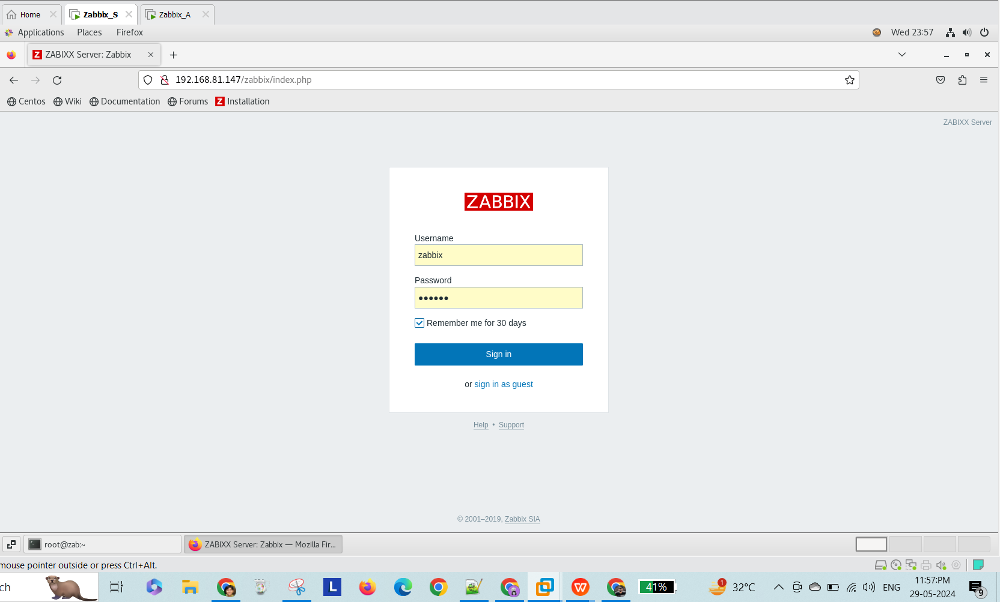 Home
Zabbix_S
Zabbix_A
Applications Places Firefox
Wed 23:57
ZABIXX Server: Zabbix
192.168.81.147/zabbix/index.php
Centos Wiki Documentation Forums Z Installation
ZABIXX Server
ZABBIX
Username
zabbix
Password
Remember me for 30 days
Sign in
or sign in as guest
Help • Support
© 2001–2019, Zabbix SIA
root@zab:~
ZABIXX Server: Zabbix — Mozilla Fir...
mouse pointer outside or press Ctrl+Alt.
ch
L
W
41%
1
32°C
ENG
11:57:PM
29-05-2024
9